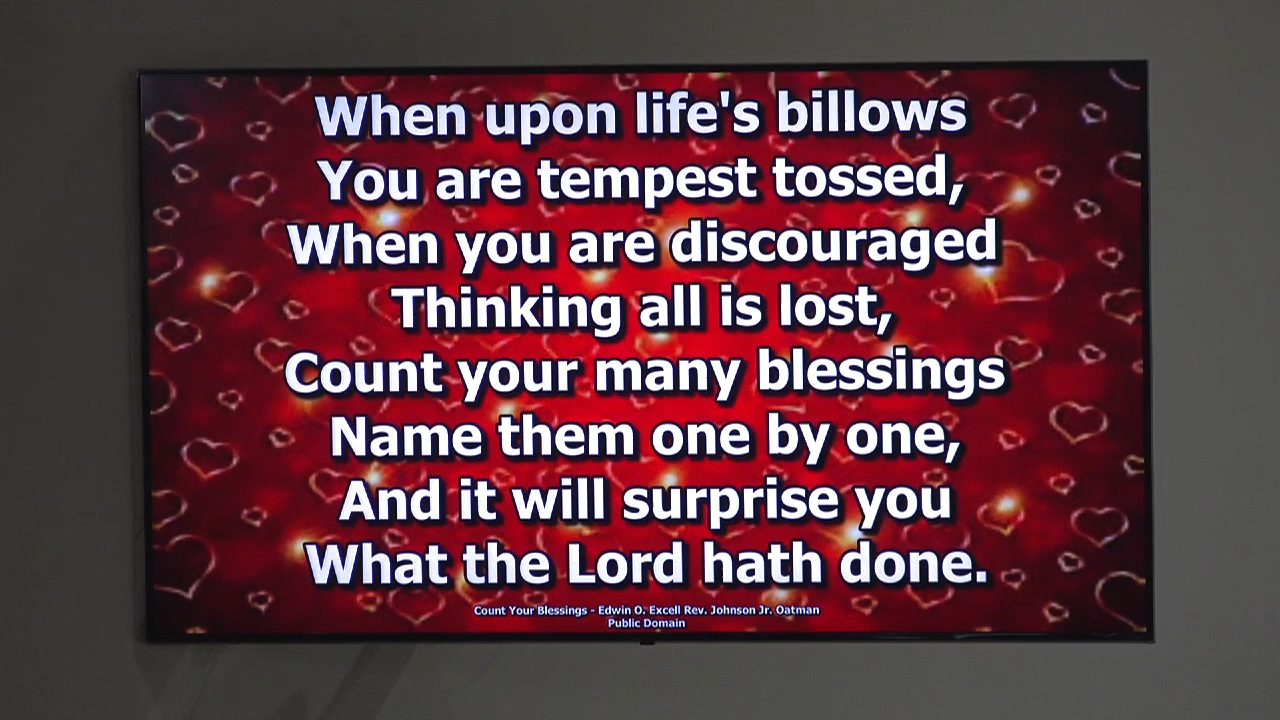 When upon life's billows
You are tempest tossed,
When you are discouraged
Thinking all is lost,
Count your many blessings
Name them one by one,
And it will surprise you
What the Lord hath done.
Count Your Blessings - Edwin O. Excell Rev. Johnson Jr. Oatman
Public Domain